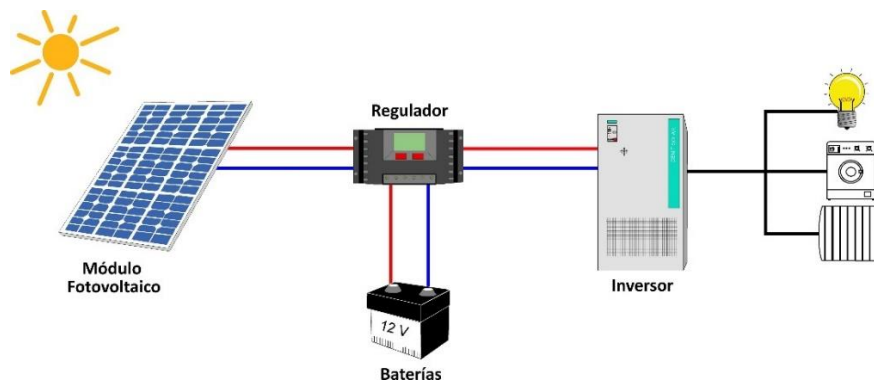 Regulador
Módulo
Fotovoltaico
Inversor
12 V
Baterías